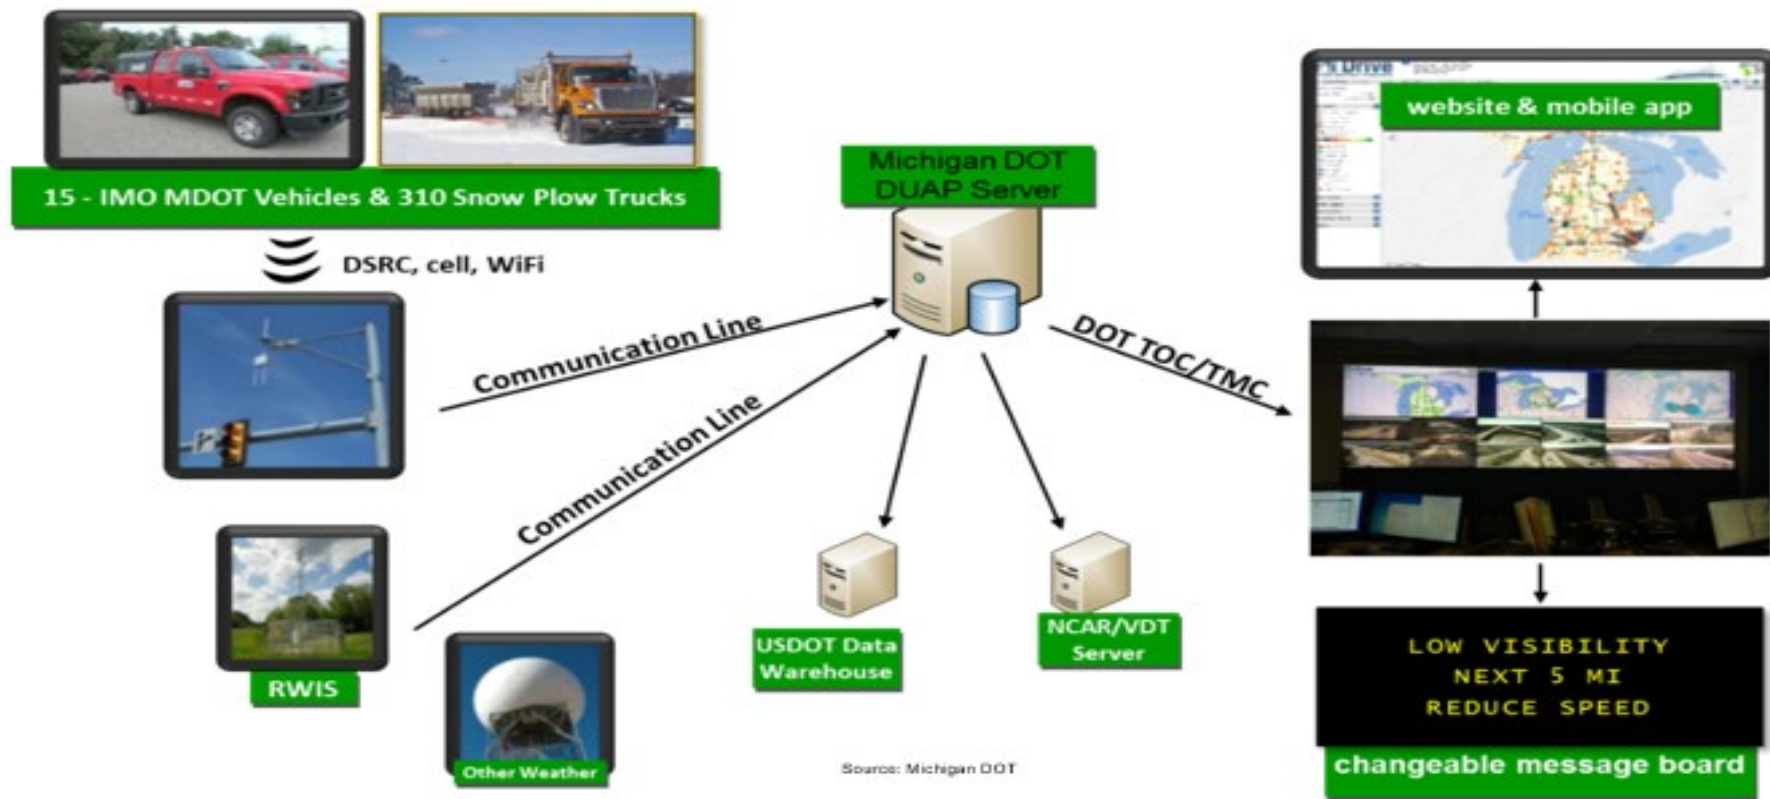 's Drive
website & mobile app
Michigan DOT
DUAP Server
15 - IMO MDOT Vehicles & 310 Snow Plow Trucks
DSRC, cell, WiFi
Communication Line
DOT TOC/TMC
Communication Line
USDOT Data
Warehouse
NCAR/VDT
Server
LOW VISIBILITY
NEXT 5 MI
REDUCE SPEED
RWIS
changeable message board
Other Weather
Source: Michigan DOT